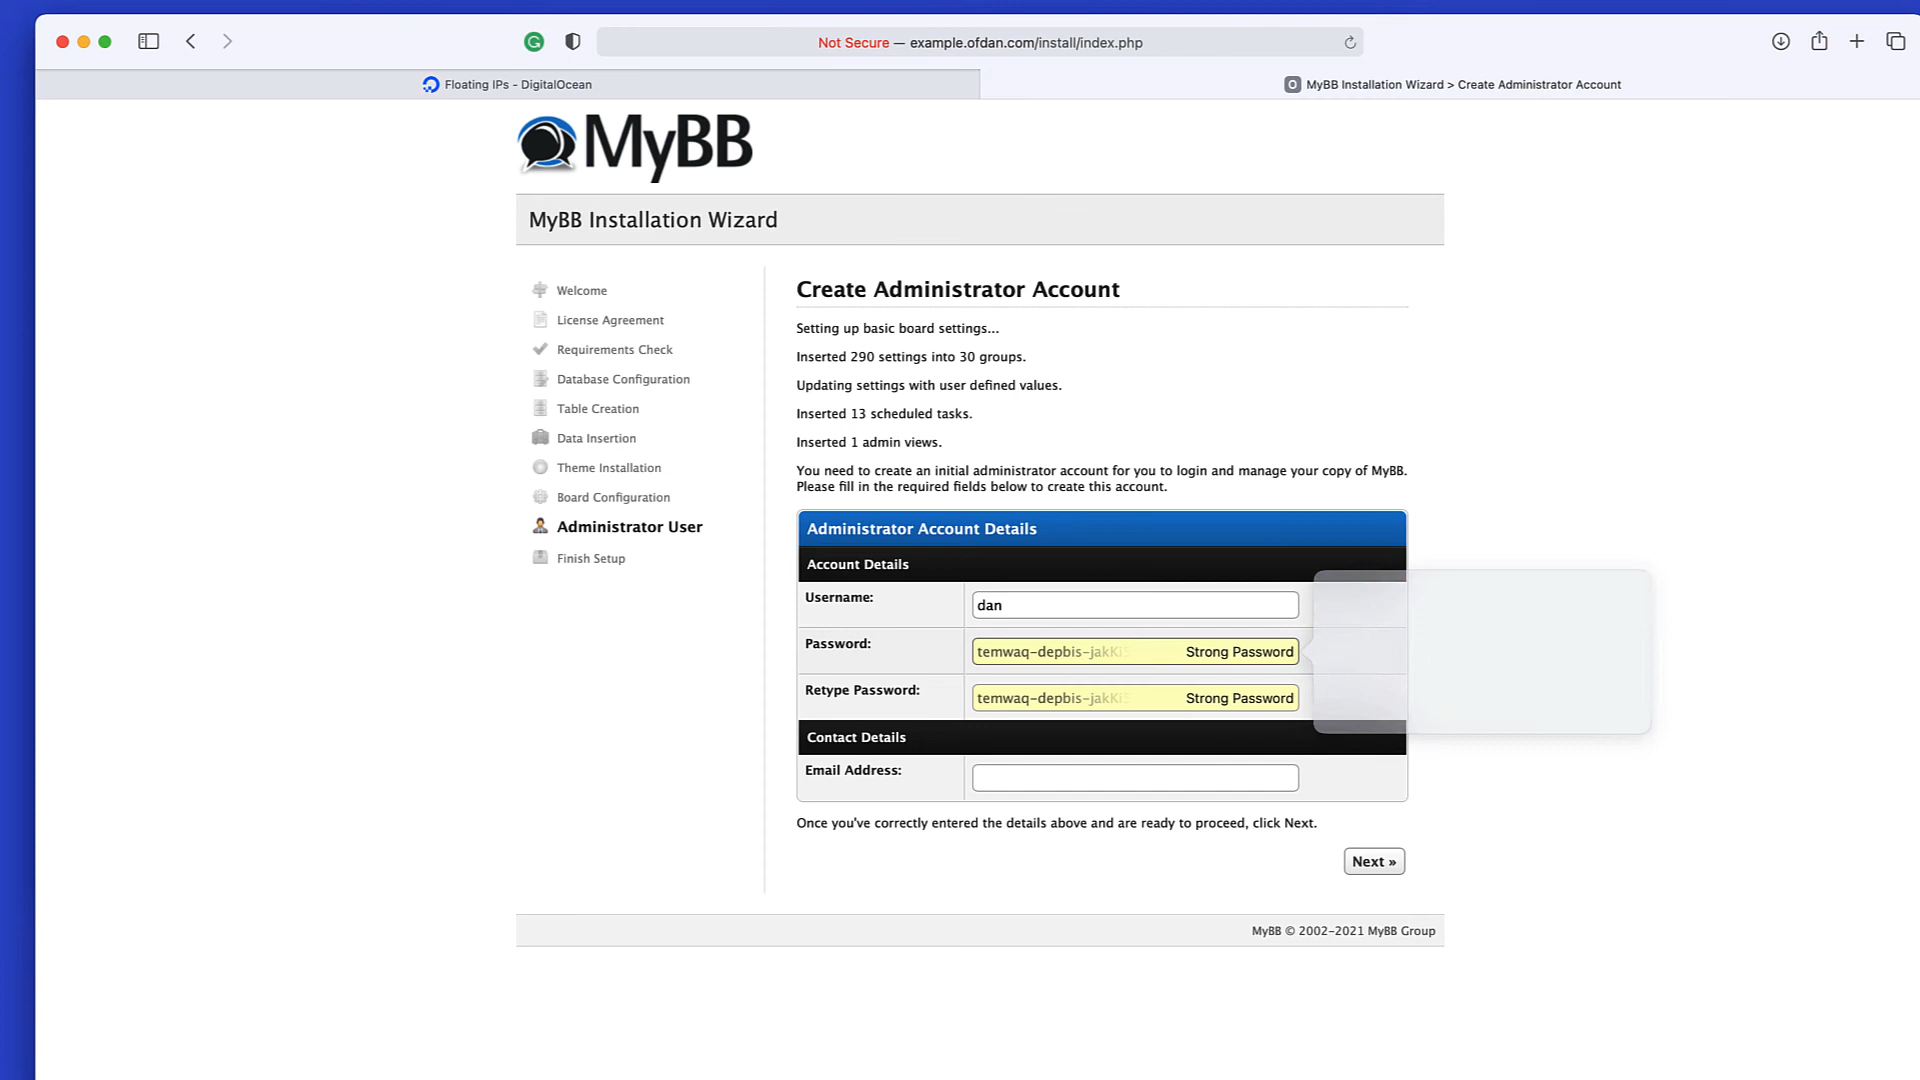 Not Secure — example.ofdan.com/install/index.php
Floating IPs - DigitalOcean
MyBB Installation Wizard > Create Administrator Account
MyBB
MyBB Installation Wizard
Welcome
License Agreement
Requirements Check
Database Configuration
Table Creation
Data Insertion
Theme Installation
Board Configuration
Administrator User
Finish Setup
Create Administrator Account
Setting up basic board settings...
Inserted 290 settings into 30 groups.
Updating settings with user defined values.
Inserted 13 scheduled tasks.
Inserted 1 admin views.
You need to create an initial administrator account for you to login and manage your copy of MyBB.
Please fill in the required fields below to create this account.
Administrator Account Details
Account Details
Username: dan
Password: temwaq-depbis-jakKi Strong Password
Retype Password: temwaq-depbis-jakKi Strong Password
Contact Details
Email Address:
Once you've correctly entered the details above and are ready to proceed, click Next.
Next »
MyBB © 2002-2021 MyBB Group